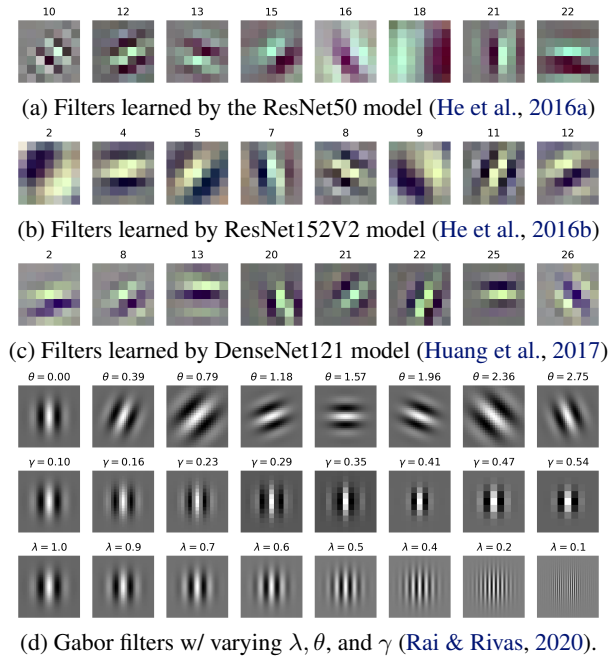 10 12 13 15 16 18 21 22
(a) Filters learned by the ResNet50 model (He et al., 2016a)
2 4 5 7 8 9 11 12
(b) Filters learned by ResNet152V2 model (He et al., 2016b)
2 8 13 20 21 22 25 26
(c) Filters learned by DenseNet121 model (Huang et al., 2017)
θ = 0.00 θ = 0.39 θ = 0.79 θ = 1.18 θ = 1.57 θ = 1.96 θ = 2.36 θ = 2.75
γ = 0.10 γ = 0.16 γ = 0.23 γ = 0.29 γ = 0.35 γ = 0.41 γ = 0.47 γ = 0.54
λ = 1.0 λ = 0.9 λ = 0.7 λ = 0.6 λ = 0.5 λ = 0.4 λ = 0.2 λ = 0.1
(d) Gabor filters w/ varying λ, θ, and γ (Rai & Rivas, 2020).